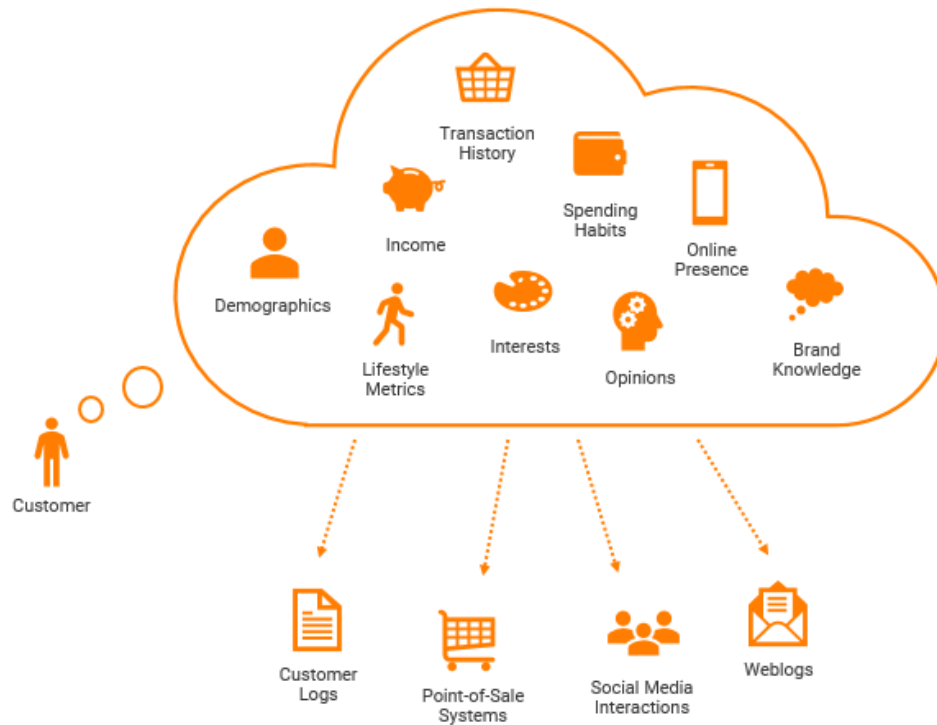 Transaction
History
Spending
Habits
Income
Online
Presence
Demographics
Lifestyle
Metrics
Interests
Opinions
Brand
Knowledge
Customer
Customer
Logs
Point-of-Sale
Systems
Social Media
Interactions
Weblogs